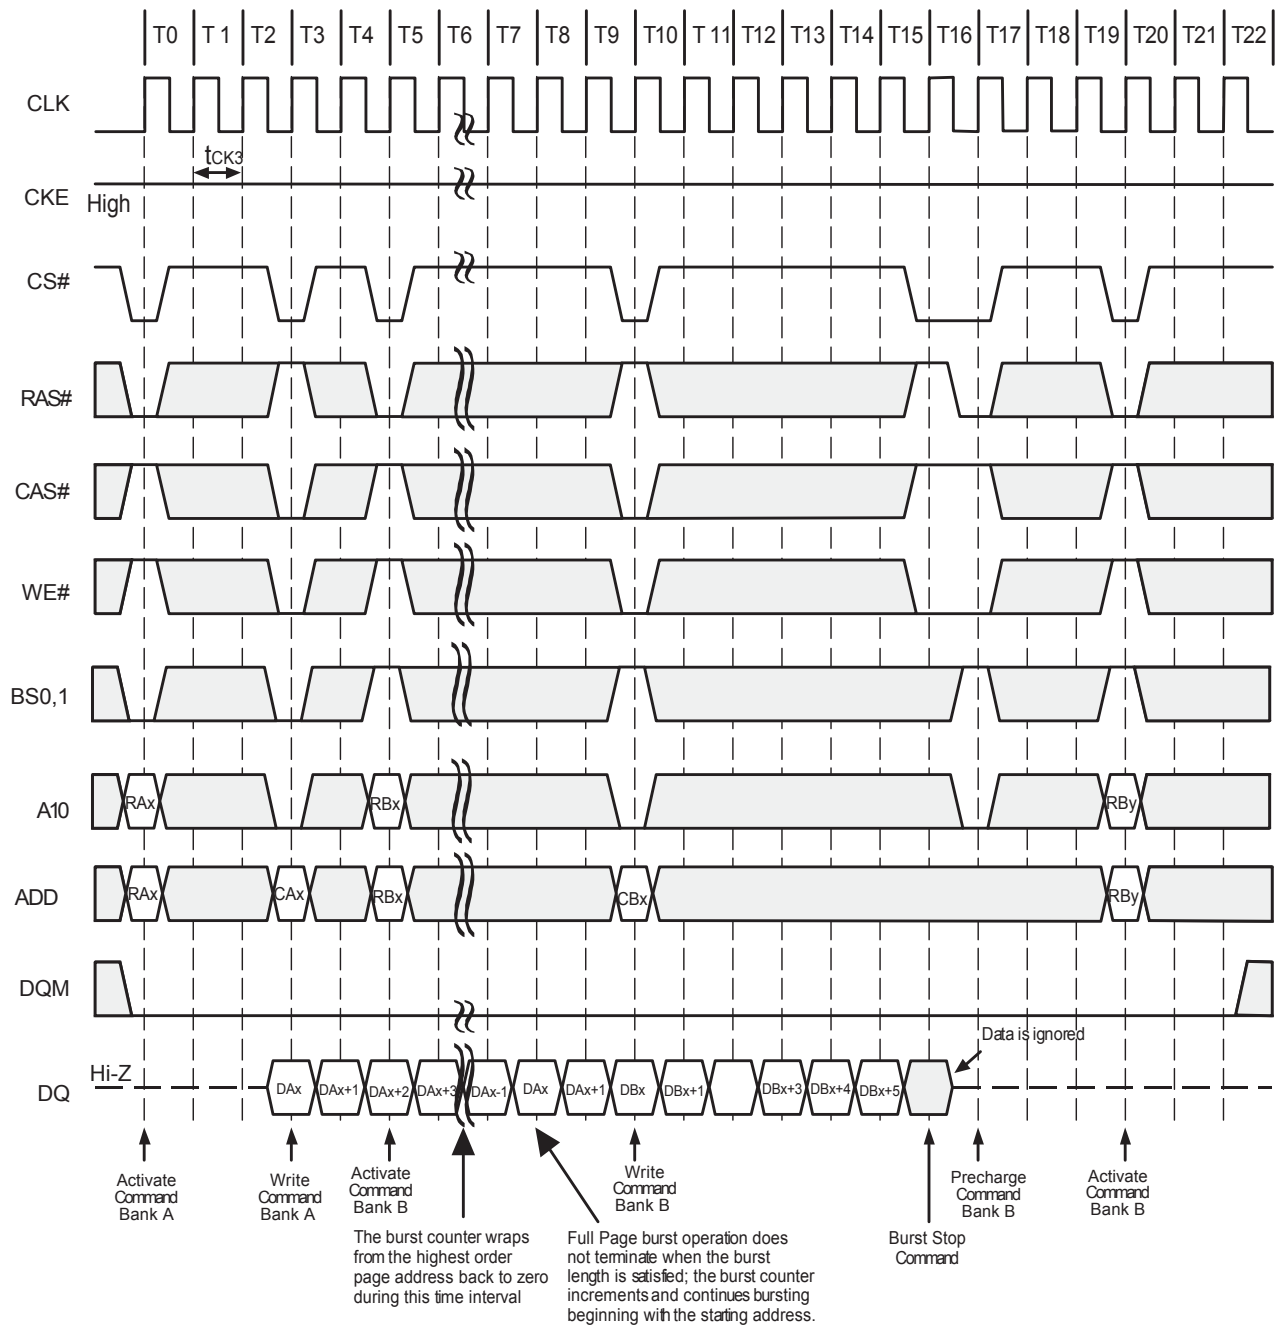 T0 T 1 T2 T3 T4 T5 T6 T7 T8 T9 T10 T 11 T12 T13 T14 T15 T16 T17 T18 T19 T20 T21 T22
CLK
tCK3
CKE High
CS#
RAS#
CAS#
WE#
BS0,1
A10 RAx RBx RBy
ADD RAx CAx RBx CBx RBy
DQM
Data is ignored
Hi-Z
DQ DAx DAx+1 DAx+2 DAx+3 DAx-1 DAx DAx+1 DBx DBx+1 DBx+3 DBx+4 DBx+5
Activate
Command
Bank A
Write
Command
Bank A
Activate
Command
Bank B
The burst counter wraps
from the highest order
page address back to zero
during this time interval
Full Page burst operation does
not terminate when the burst
length is satisfied; the burst counter
increments and continues bursting
beginning with the starting address.
Write
Command
Bank B
Burst Stop
Command
Precharge
Command
Bank B
Activate
Command
Bank B